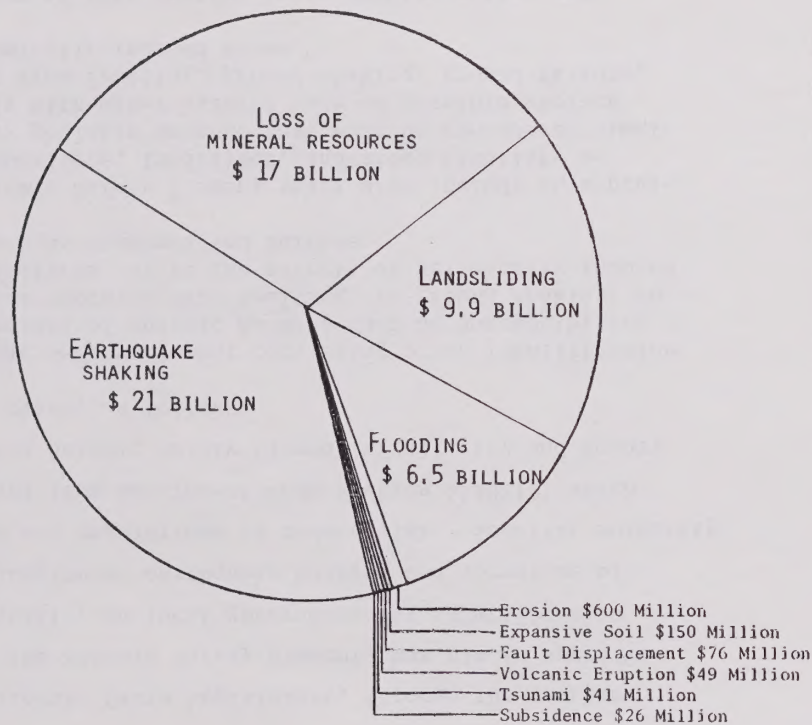 LOSS OF
MINERAL RESOURCES
$ 17 BILLION
LANDSLIDING
$ 9.9 BILLION
EARTHQUAKE
SHAKING
$ 21 BILLION
FLOODING
$ 6.5 BILLION
Erosion $600 Million
Expansive Soil $150 Million
Fault Displacement $76 Million
Volcanic Eruption $49 Million
Tsunami $41 Million
Subsidence $26 Million